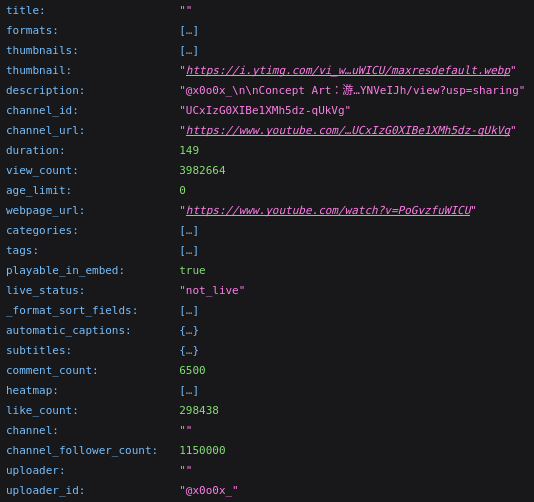 title: ""
formats: […]
thumbnails: […]
thumbnail: "https://i.ytimg.com/vi_w…uWICU/maxresdefault.webp"
description: "@x0o0x_\n\nConcept Art：游…YNVeIJh/view?usp=sharing"
channel_id: "UCxIzG0XIBe1XMh5dz-qUkVg"
channel_url: "https://www.youtube.com/…UCxIzG0XIBe1XMh5dz-qUkVg"
duration: 149
view_count: 3982664
age_limit: 0
webpage_url: "https://www.youtube.com/watch?v=PoGvzfuWICU"
categories: […]
tags: […]
playable_in_embed: true
live_status: "not_live"
_format_sort_fields: […]
automatic_captions: {…}
subtitles: {…}
comment_count: 6500
heatmap: […]
like_count: 298438
channel: ""
channel_follower_count: 1150000
uploader: ""
uploader_id: "@x0o0x_"